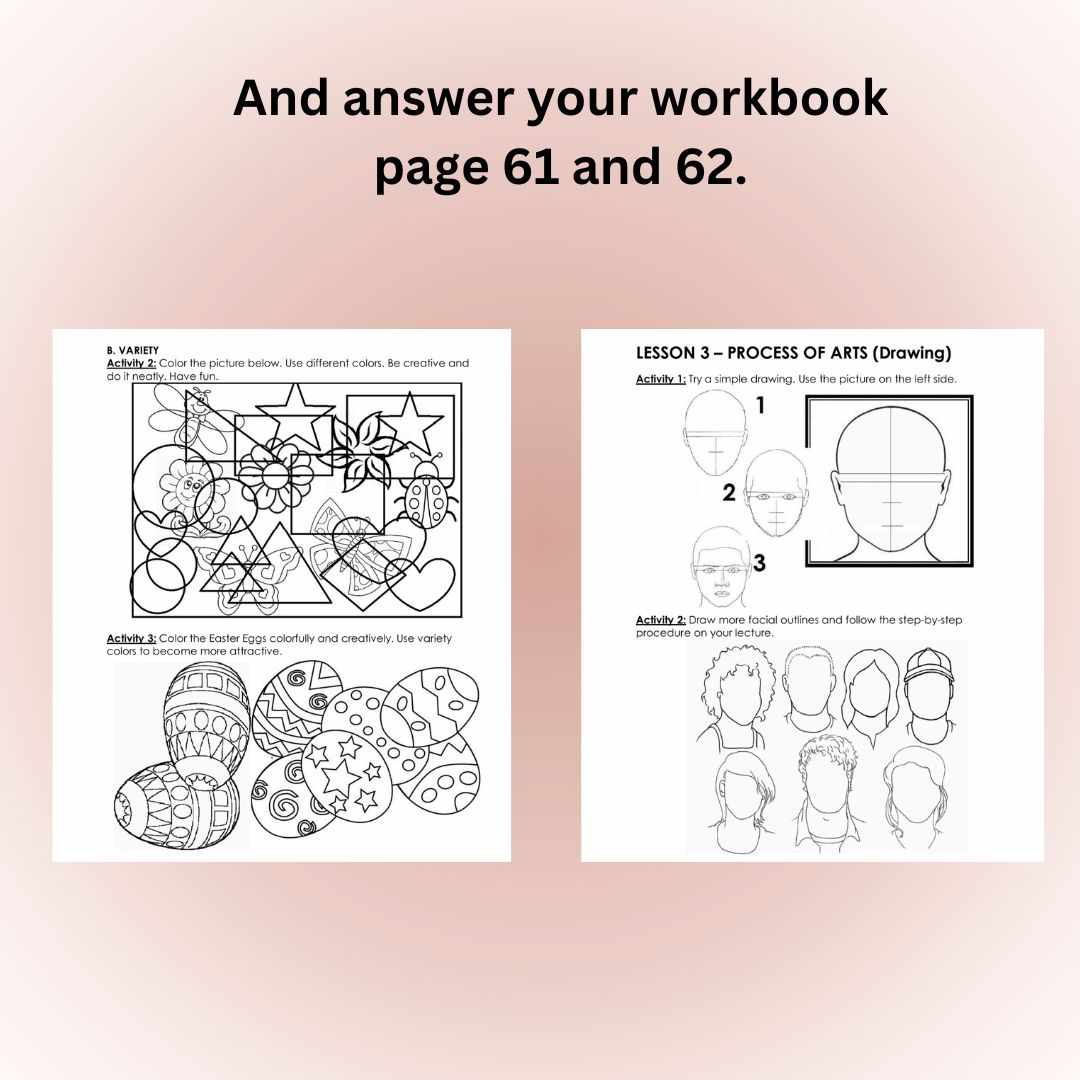 And answer your workbook
page 61 and 62.
B. VARIETY
Activity 2: Color the picture below. Use different colors. Be creative and
do it neatly. Have fun.
Activity 3: Color the Easter Eggs colorfully and creatively. Use variety
colors to become more attractive.
LESSON 3 – PROCESS OF ARTS (Drawing)
Activity 1: Try a simple drawing. Use the picture on the left side.
1
2
3
Activity 2: Draw more facial outlines and follow the step-by-step
procedure on your lecture.